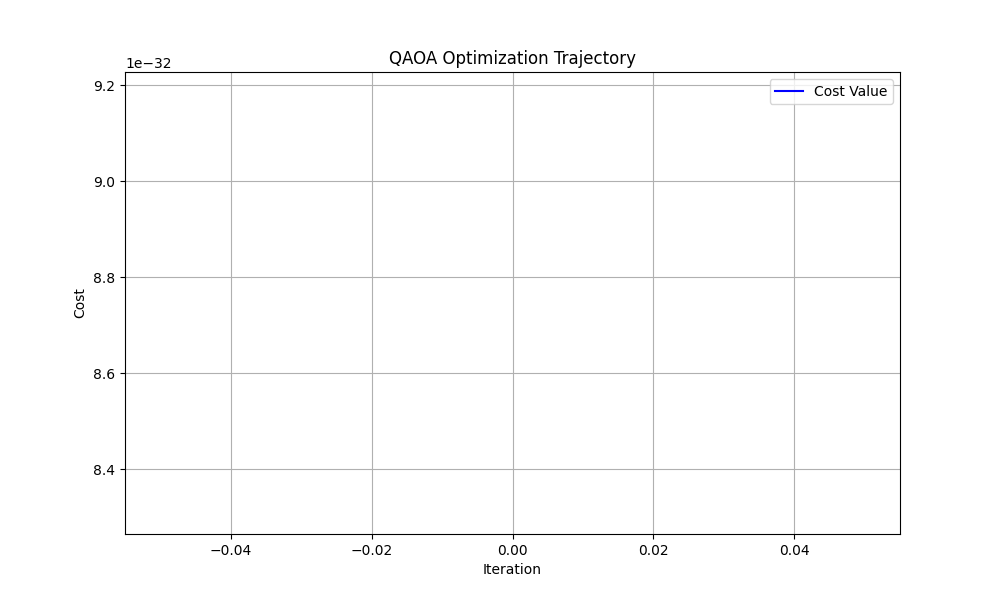 QAOA Optimization Trajectory
1e−32
Cost Value
9.2
9.0
8.8
8.6
8.4
Cost
−0.04
−0.02
0.00
0.02
0.04
Iteration